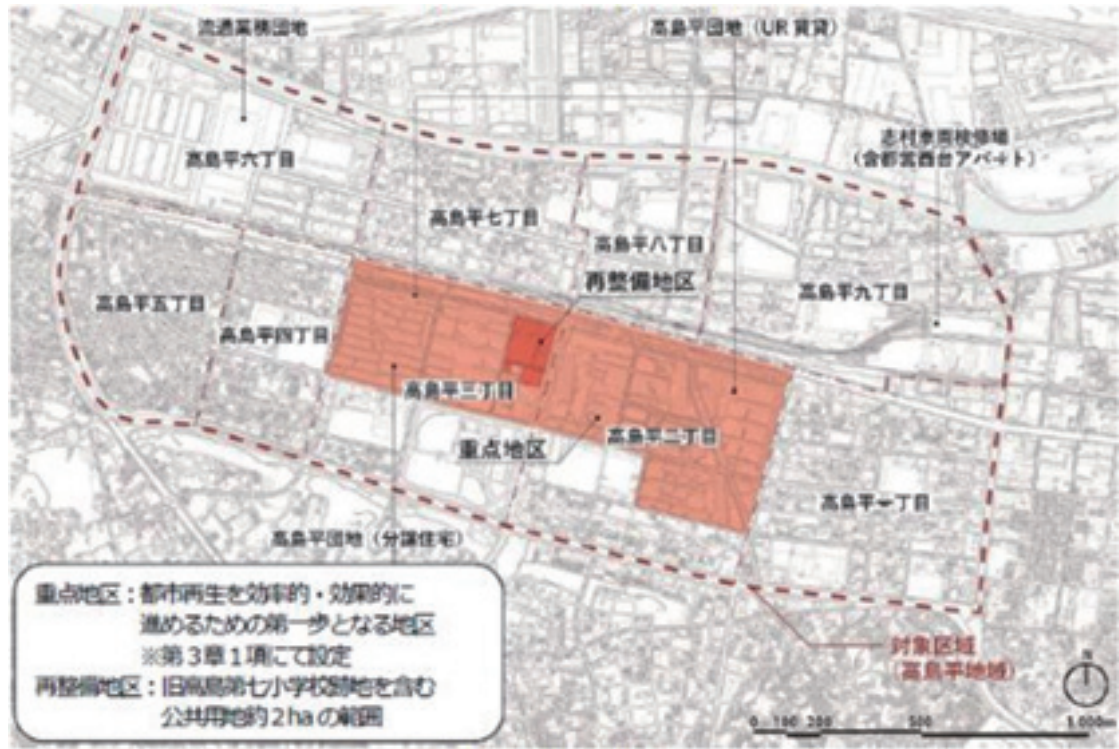 流通業務団地
高島平団地（UR賃貸）
志村車両検修場
（含都営西台アパート）
高島平六丁目
高島平七丁目
高島平八丁目
再整備地区
高島平九丁目
高島平五丁目
高島平四丁目
高島平三丁目
重点地区
高島平二丁目
高島平一丁目
高島平団地（分譲住宅）
重点地区：都市再生を効率的・効果的に
進めるための第一歩となる地区
※第3章1項にて設定
再整備地区：旧高島第七小学校跡地を含む
公共用地約2haの範囲
対象区域
（高島平地域）
N
0 100 200 500 1,000m